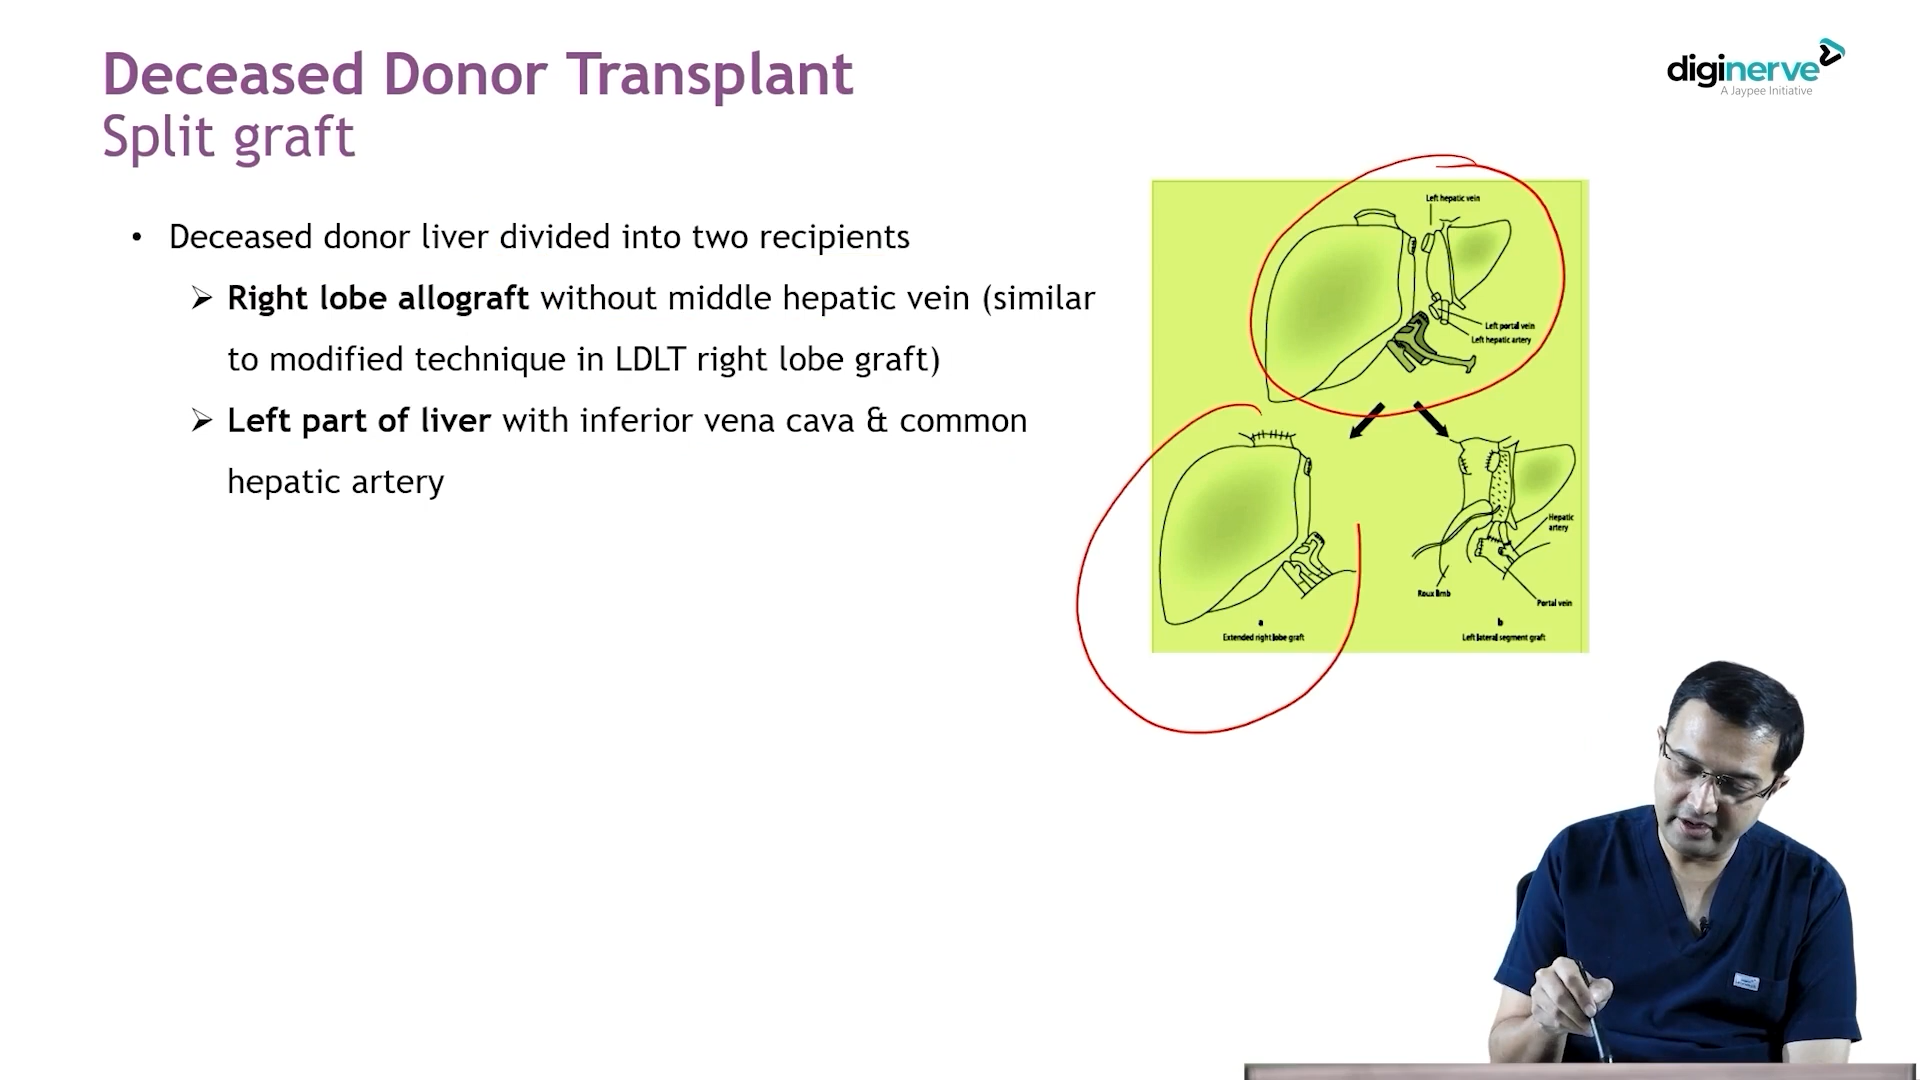 Deceased Donor Transplant
Split graft
diginerve
A Jaypee Initiative
• Deceased donor liver divided into two recipients
➢ Right lobe allograft without middle hepatic vein (similar
to modified technique in LDLT right lobe graft)
➢ Left part of liver with inferior vena cava & common
hepatic artery
Left hepatic vein
Left portal vein
Left hepatic artery
Hepatic
artery
Roux limb
Portal vein
a
Extended right lobe graft
b
Left lateral segment graft